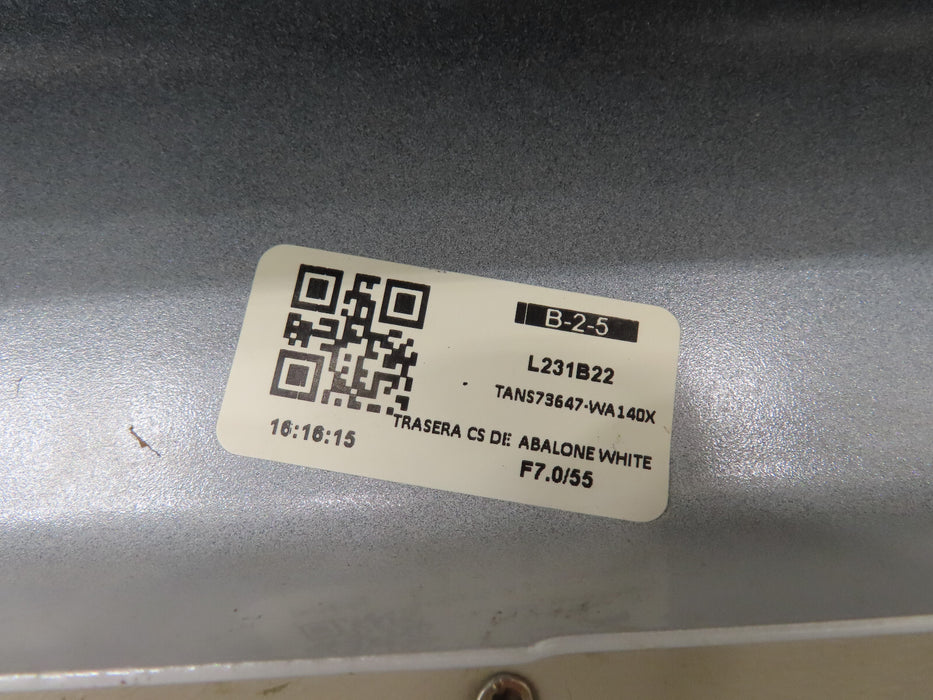 B-2-5
L231B22
TANS73647-WA140X
TRASERA CS DE ABALONE WHITE
16:16:15
F7.0/55